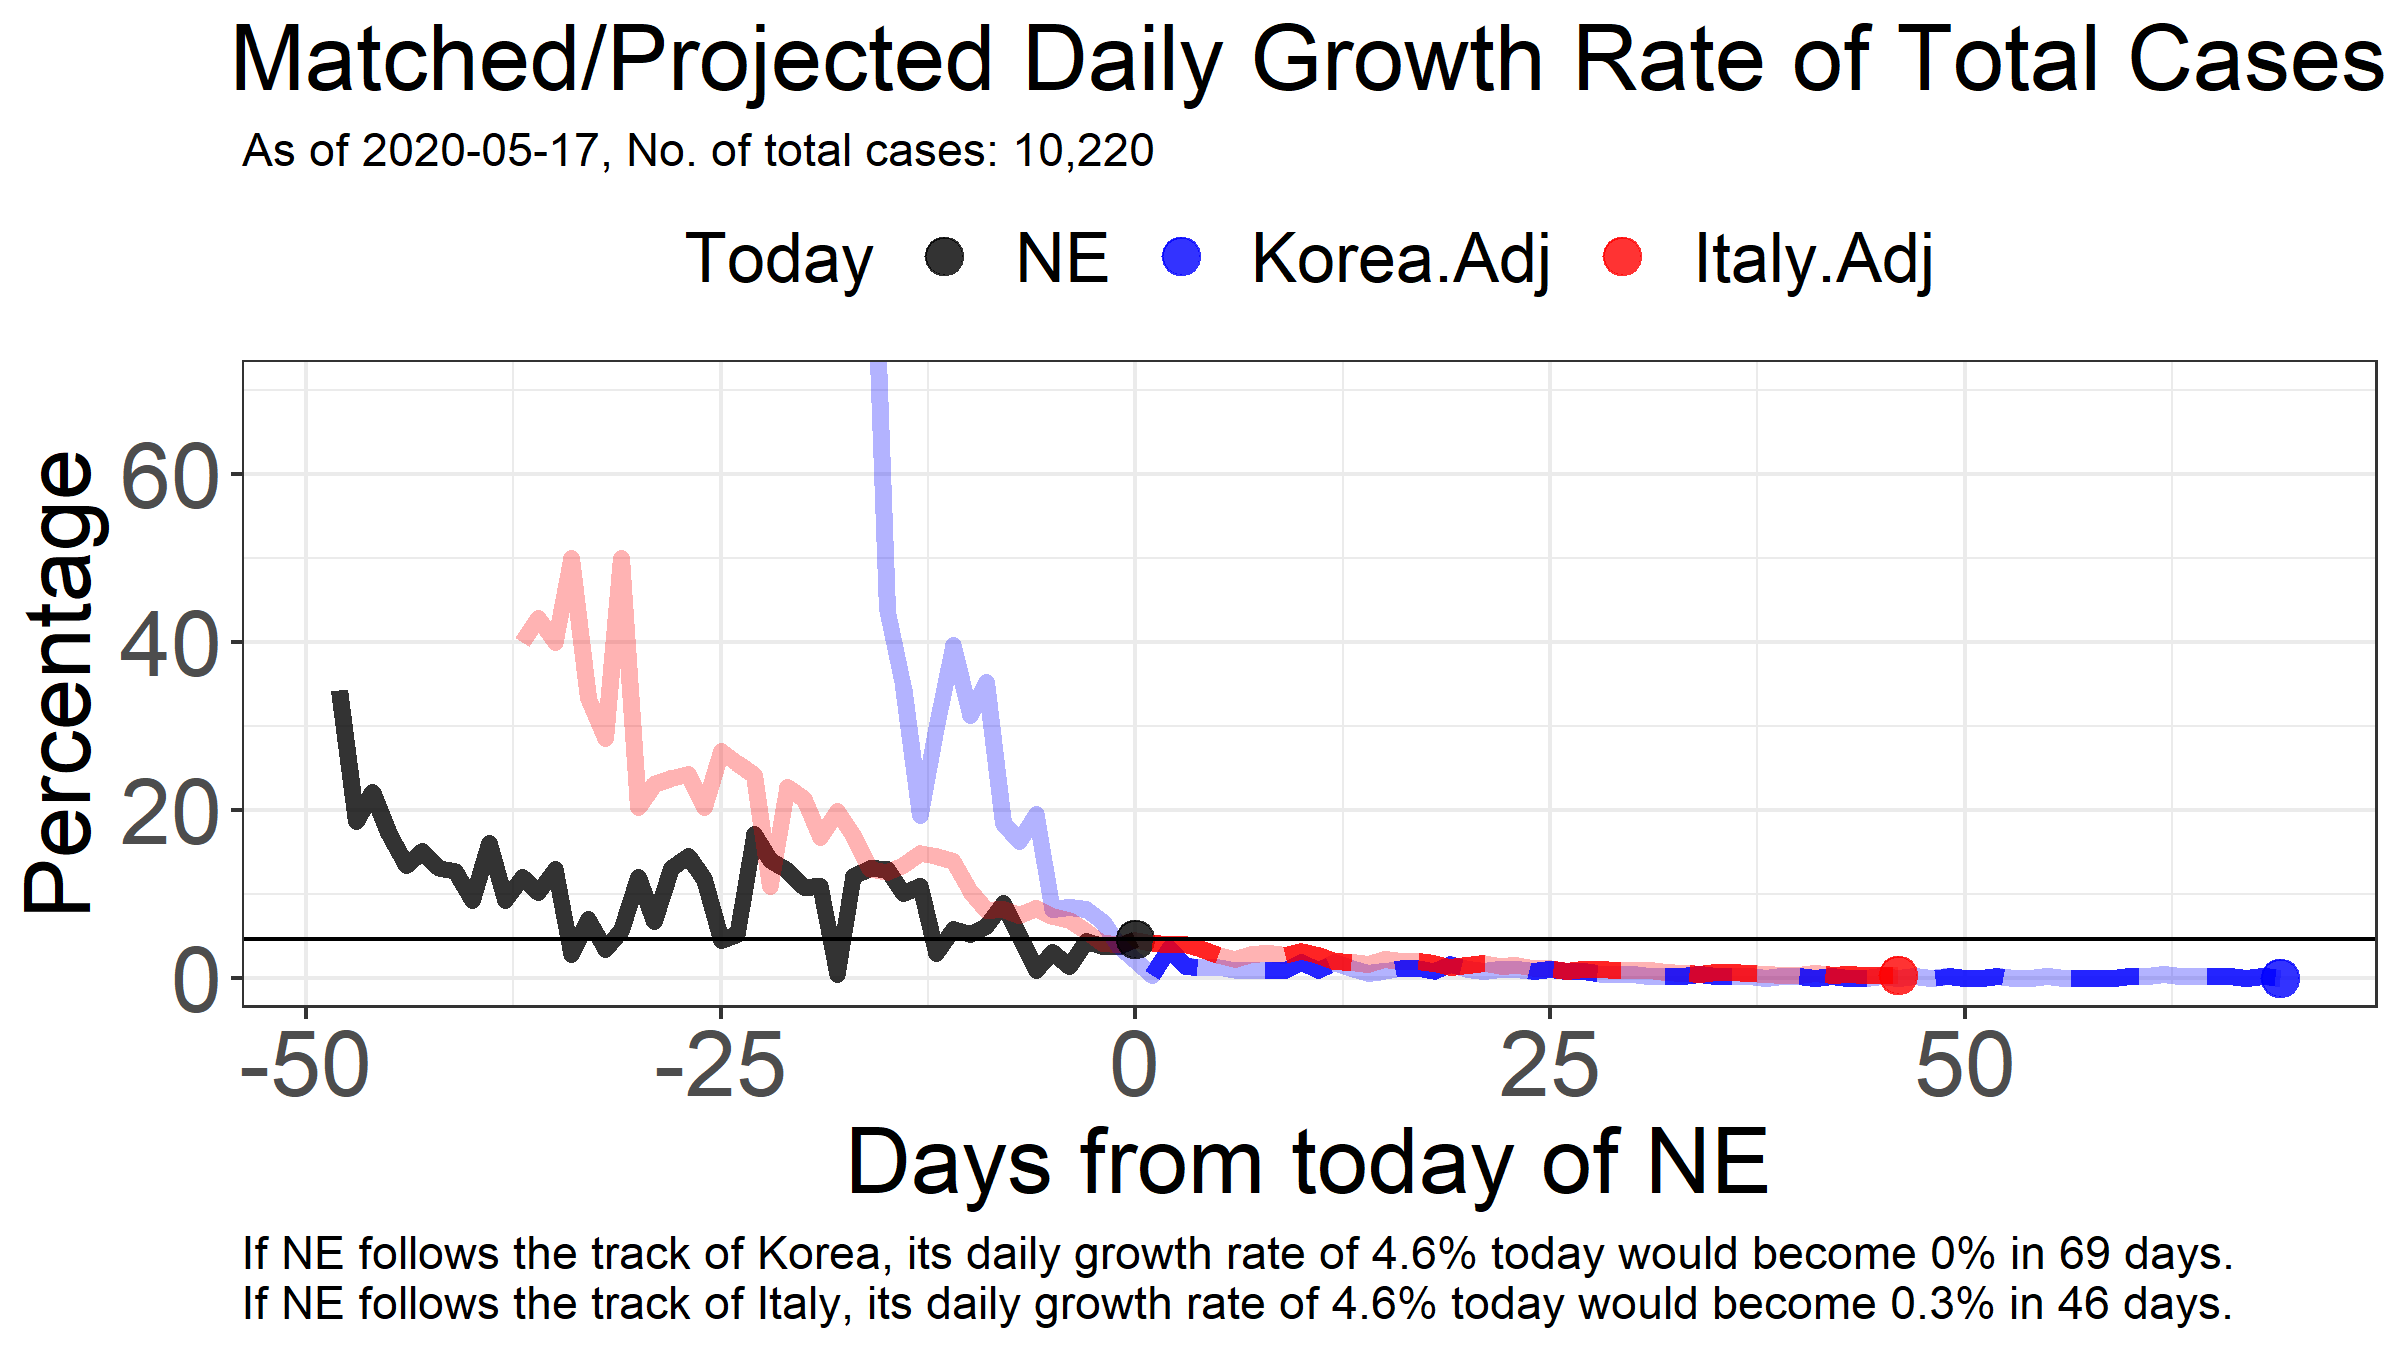 Matched/Projected Daily Growth Rate of Total Cases
As of 2020-05-17, No. of total cases: 10,220
Today NE Korea.Adj Italy.Adj
Percentage
60
40
20
0
-50 -25 0 25 50
Days from today of NE
If NE follows the track of Korea, its daily growth rate of 4.6% today would become 0% in 69 days.
If NE follows the track of Italy, its daily growth rate of 4.6% today would become 0.3% in 46 days.